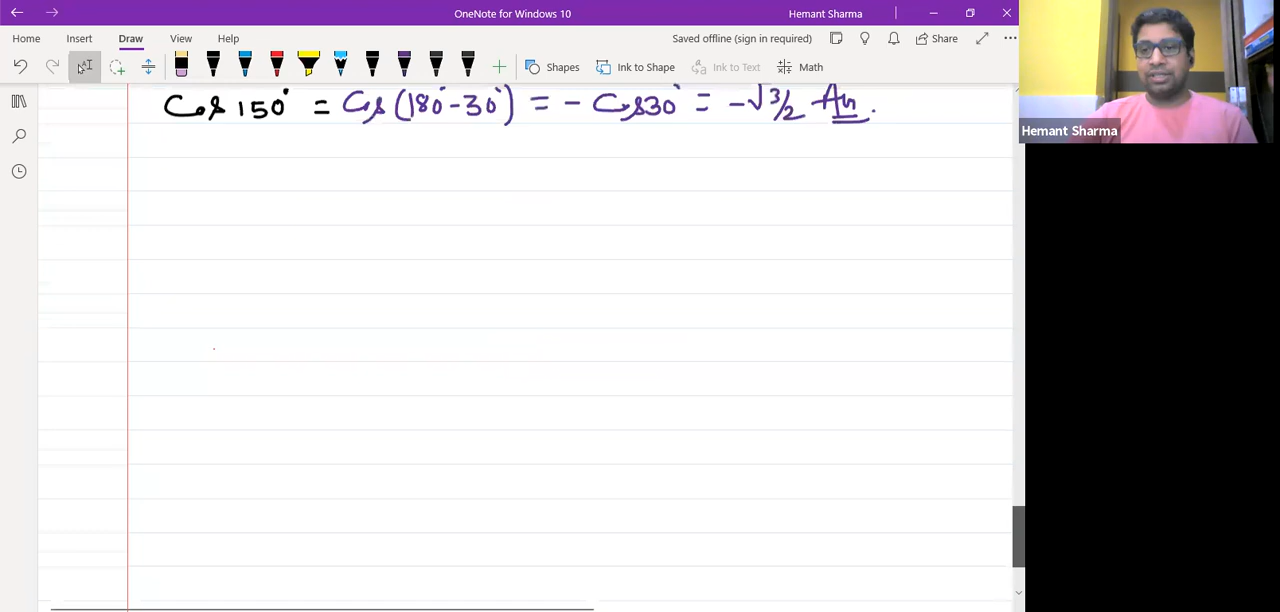 OneNote for Windows 10
Hemant Sharma
Home Insert Draw View Help
Saved offline (sign in required)
Share
Shapes
Ink to Shape
Ink to Text
Math
Cos 150° = Cos(180°-30°) = - Cos30° = -√3/2 An.
Hemant Sharma